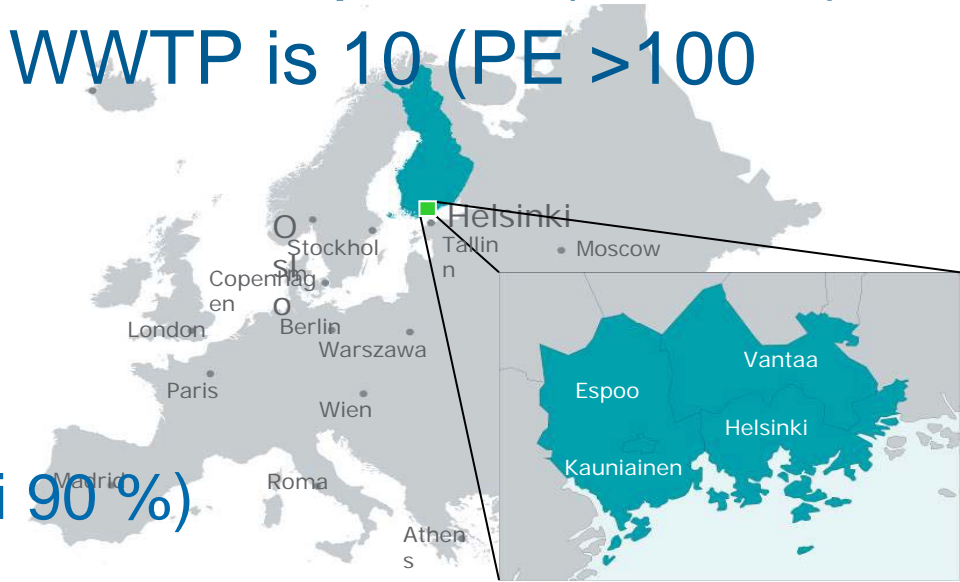 WWTP is 10 (PE >100
Helsinki
O
sl
o
Stockhol
m
Tallin
n
Moscow
Copenhag
en
London
Berlin
Warszawa
Paris
Wien
Madrid
Roma
i 90 %)
Athen
s
Vantaa
Espoo
Helsinki
Kauniainen